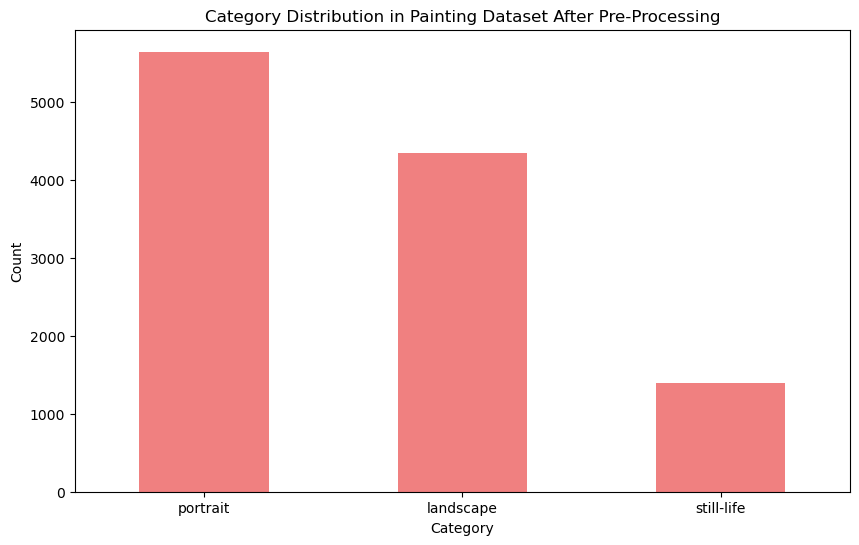 Category Distribution in Painting Dataset After Pre-Processing
Count
5000
4000
3000
2000
1000
0
portrait
landscape
still-life
Category